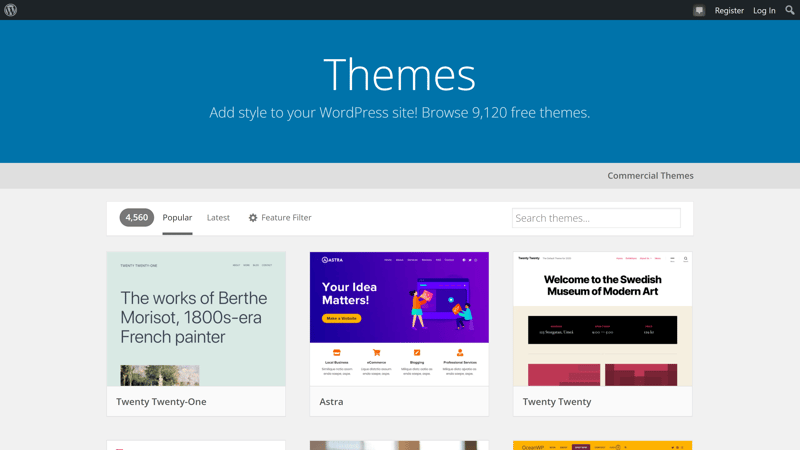 Register Log In
Themes
Add style to your WordPress site! Browse 9,120 free themes.
Commercial Themes
4,560 Popular Latest Feature Filter Search themes...
TWENTY TWENTY-ONE
The works of Berthe
Morisot, 1800s-era
French painter
Twenty Twenty-One
ASTRA
Your Idea
Matters!
Make a Website
Local Business eCommerce Blogging Professional Services
Astra
Twenty Twenty
Welcome to the Swedish
Museum of Modern Art
Twenty Twenty
OceanWP